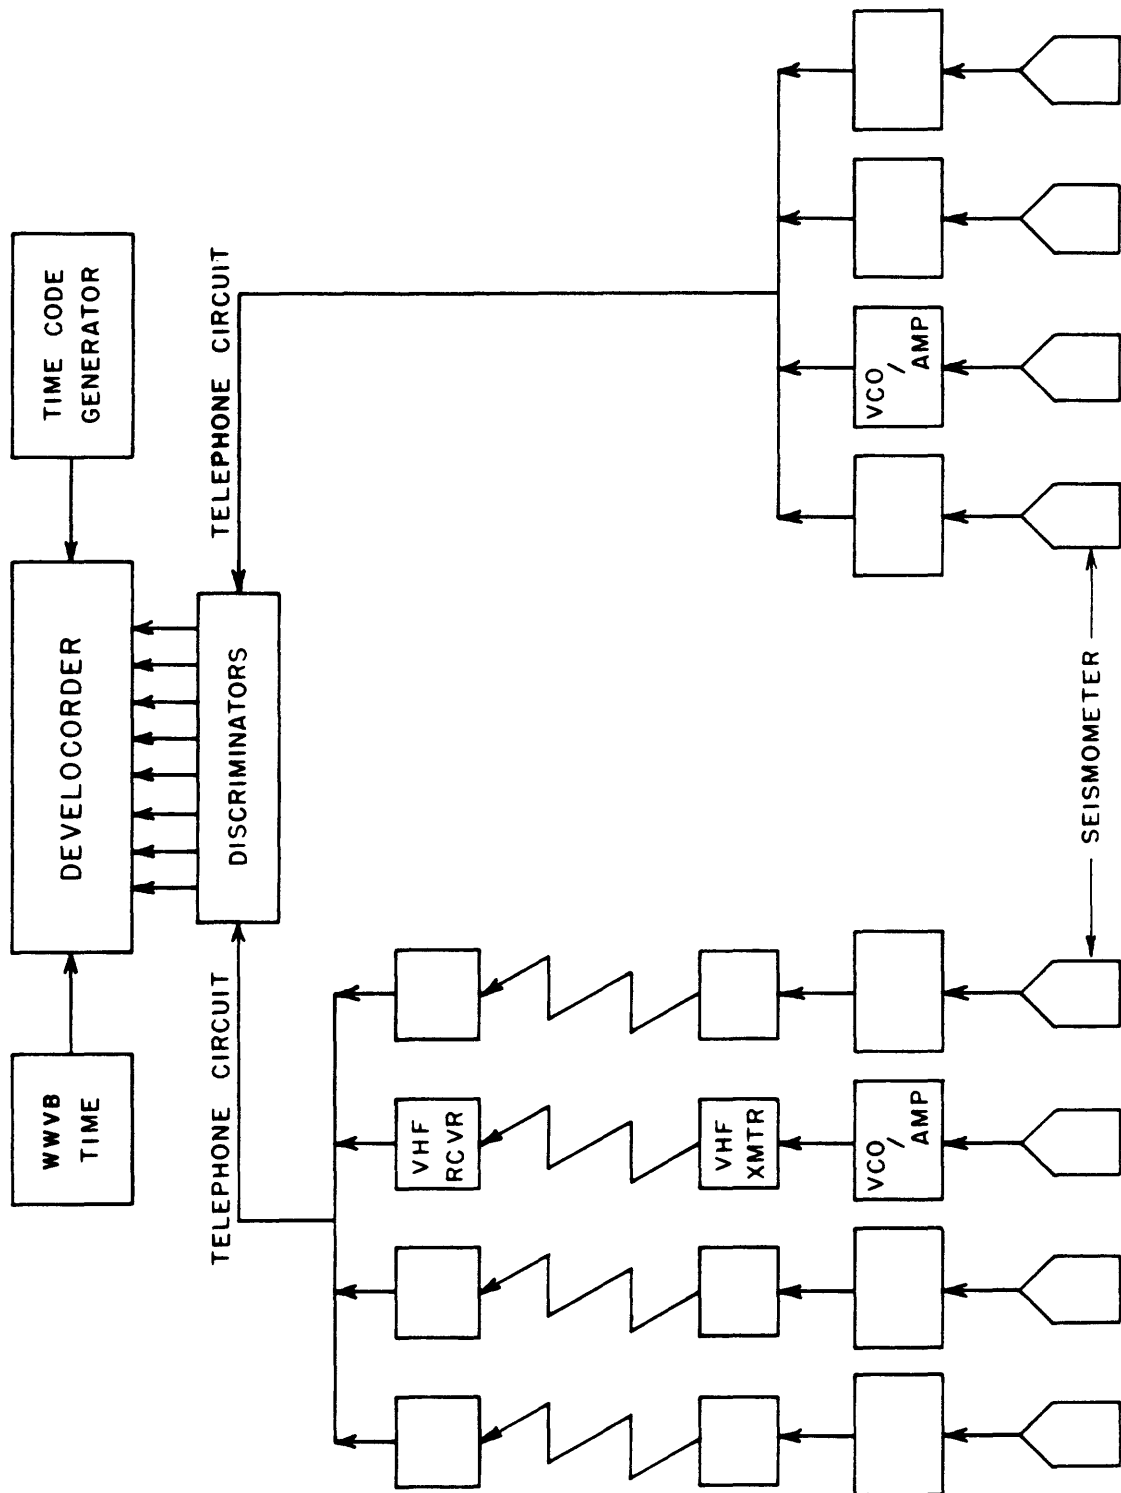 WWVB
TIME
DEVELOCORDER
TIME CODE
GENERATOR
TELEPHONE CIRCUIT
DISCRIMINATORS
TELEPHONE CIRCUIT
VHF
RCVR
VHF
XMTR
VCO/
AMP
VCO/
AMP
SEISMOMETER